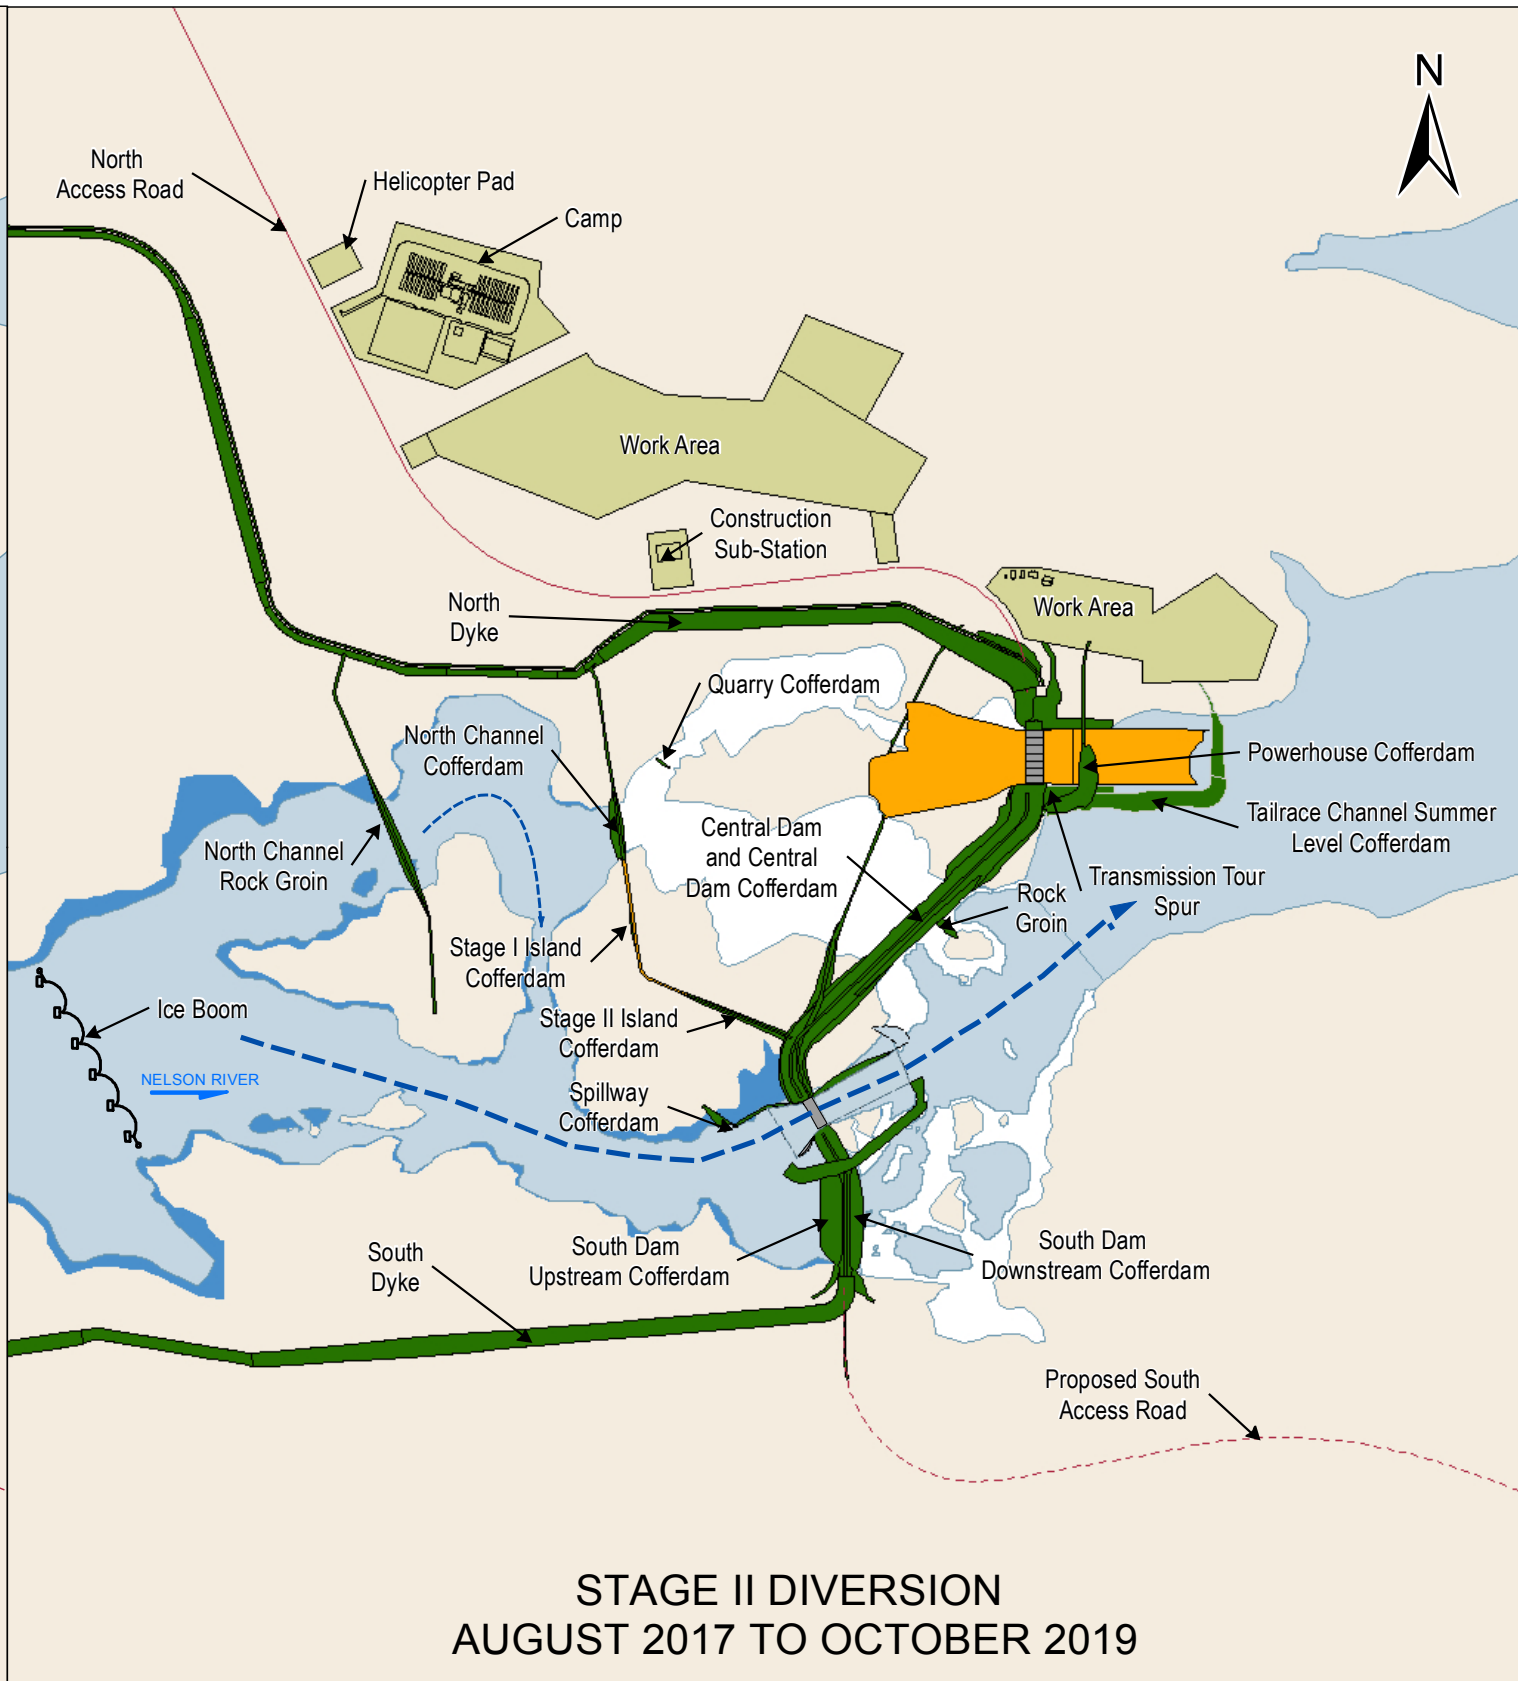 N
North
Access Road
Helicopter Pad
Camp
Work Area
Construction
Sub-Station
North
Dyke
Work Area
Quarry Cofferdam
North Channel
Cofferdam
Powerhouse Cofferdam
Tailrace Channel Summer
Level Cofferdam
North Channel
Rock Groin
Central Dam
and Central
Dam Cofferdam
Transmission Tour
Spur
Rock
Groin
Stage I Island
Cofferdam
Ice Boom
Stage II Island
Cofferdam
NELSON RIVER
Spillway
Cofferdam
South
Dyke
South Dam
Upstream Cofferdam
South Dam
Downstream Cofferdam
Proposed South
Access Road
STAGE II DIVERSION
AUGUST 2017 TO OCTOBER 2019